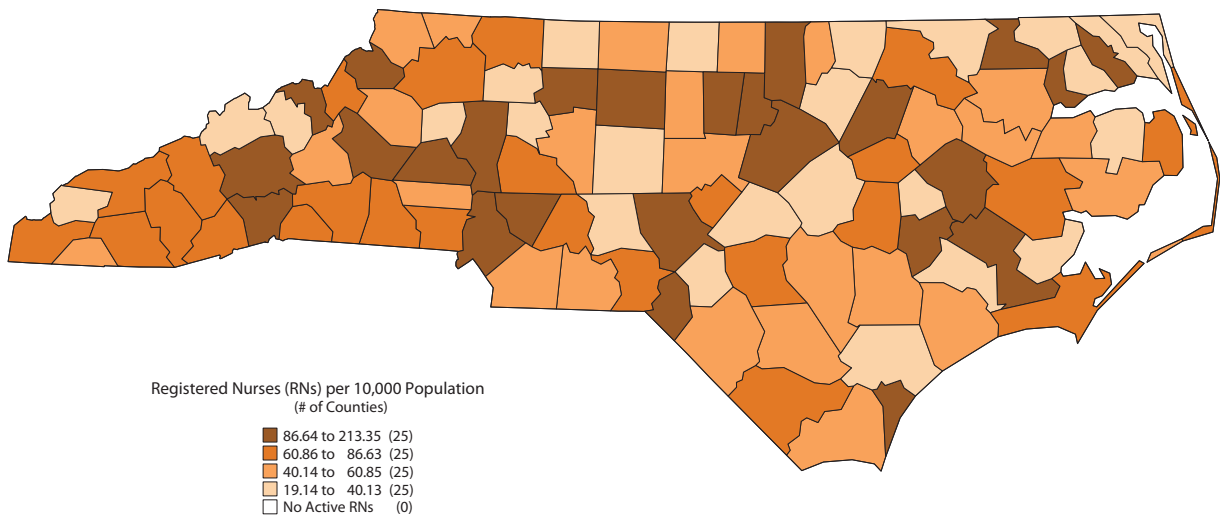 Registered Nurses (RNs) per 10,000 Population
(# of Counties)
86.64 to 213.35 (25)
60.86 to 86.63 (25)
40.14 to 60.85 (25)
19.14 to 40.13 (25)
No Active RNs (0)